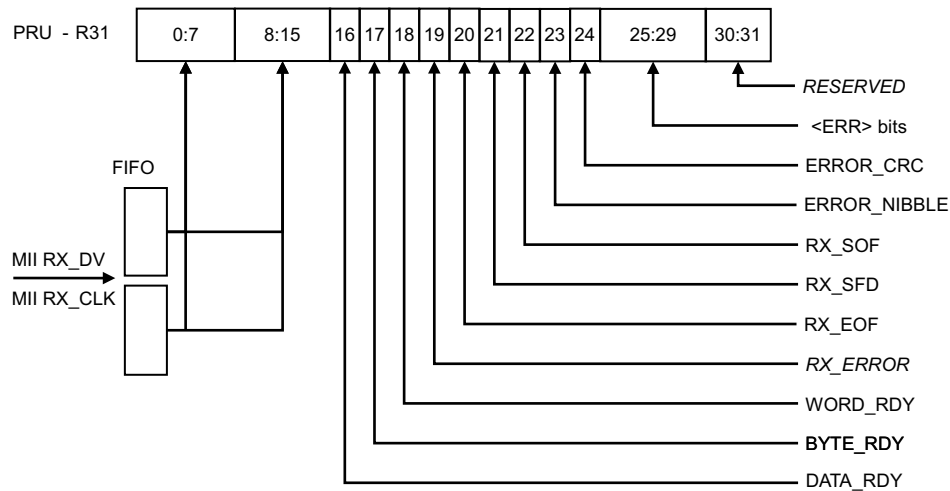 PRU - R31 0:7 8:15 16 17 18 19 20 21 22 23 24 25:29 30:31
RESERVED
<ERR> bits
FIFO
ERROR_CRC
ERROR_NIBBLE
RX_SOF
MII RX_DV
RX_SFD
MII RX_CLK
RX_EOF
RX_ERROR
WORD_RDY
BYTE_RDY
DATA_RDY